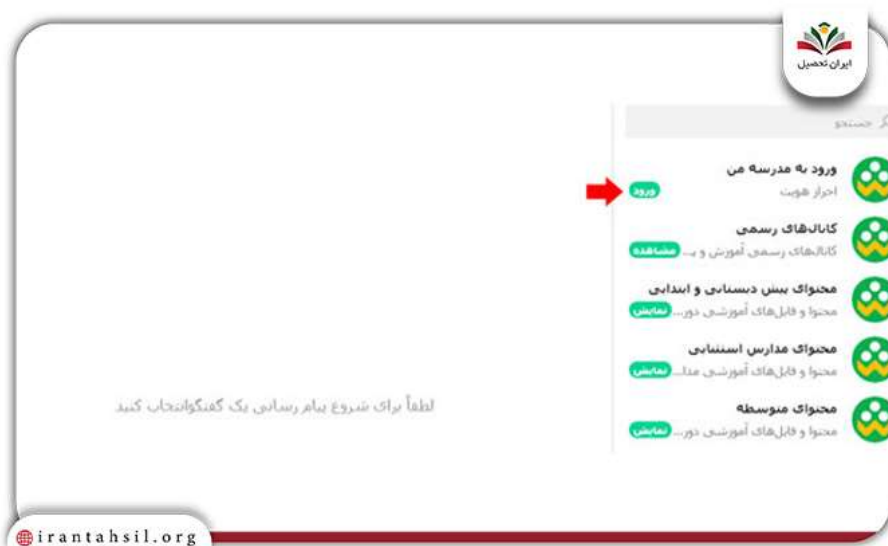 ایران تحصیل
جستجو
ورود به مدرسه من
احراز هویت
ورود
کانال‌های رسمی
کانال‌های رسمی آموزش و پ...
مشاهده
محتوای پیش دبستانی و ابتدایی
محتوا و فایل‌های آموزشی دور...
نمایش
محتوای مدارس استثنایی
محتوا و فایل‌های آموزشی مدا...
نمایش
محتوای متوسطه
محتوا و فایل‌های آموزشی دور...
نمایش
لطفاً برای شروع پیام رسانی یک گفتگوانتخاب کنید
irantahsil.org